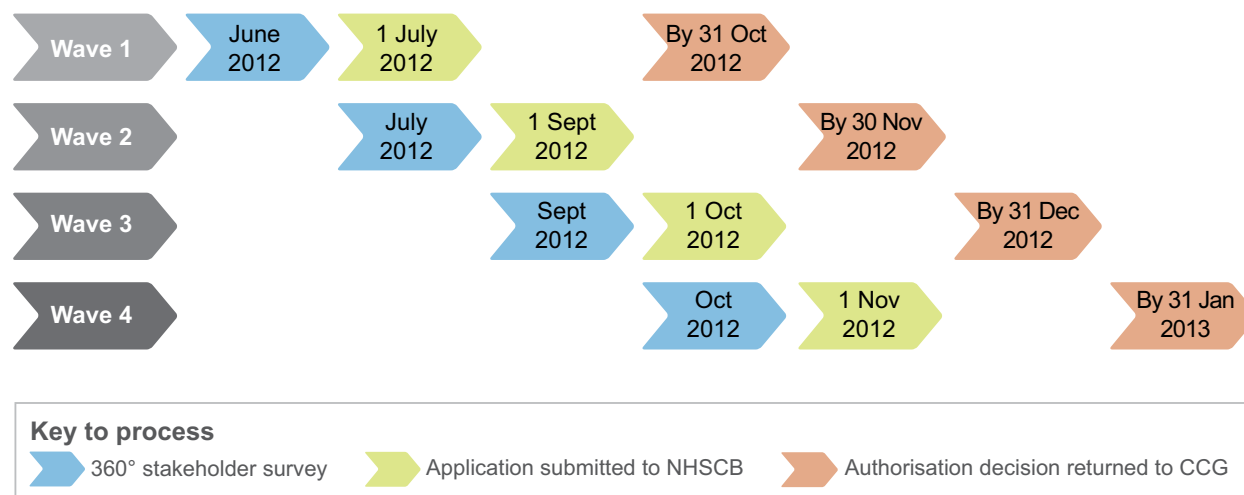 Wave 1
June
2012
1 July
2012
By 31 Oct
2012
Wave 2
July
2012
1 Sept
2012
By 30 Nov
2012
Wave 3
Sept
2012
1 Oct
2012
By 31 Dec
2012
Wave 4
Oct
2012
1 Nov
2012
By 31 Jan
2013
Key to process
360° stakeholder survey
Application submitted to NHSCB
Authorisation decision returned to CCG